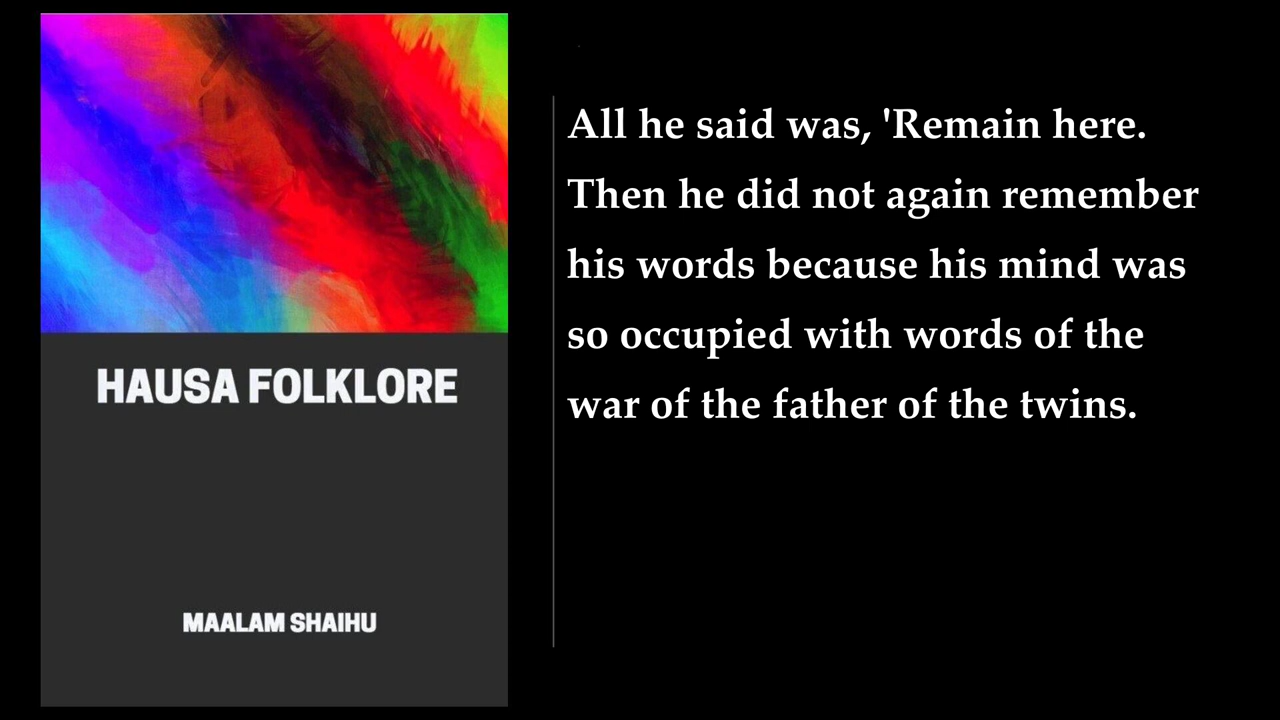 HAUSA FOLKLORE
MAALAM SHAIHU
All he said was, 'Remain here.
Then he did not again remember
his words because his mind was
so occupied with words of the
war of the father of the twins.